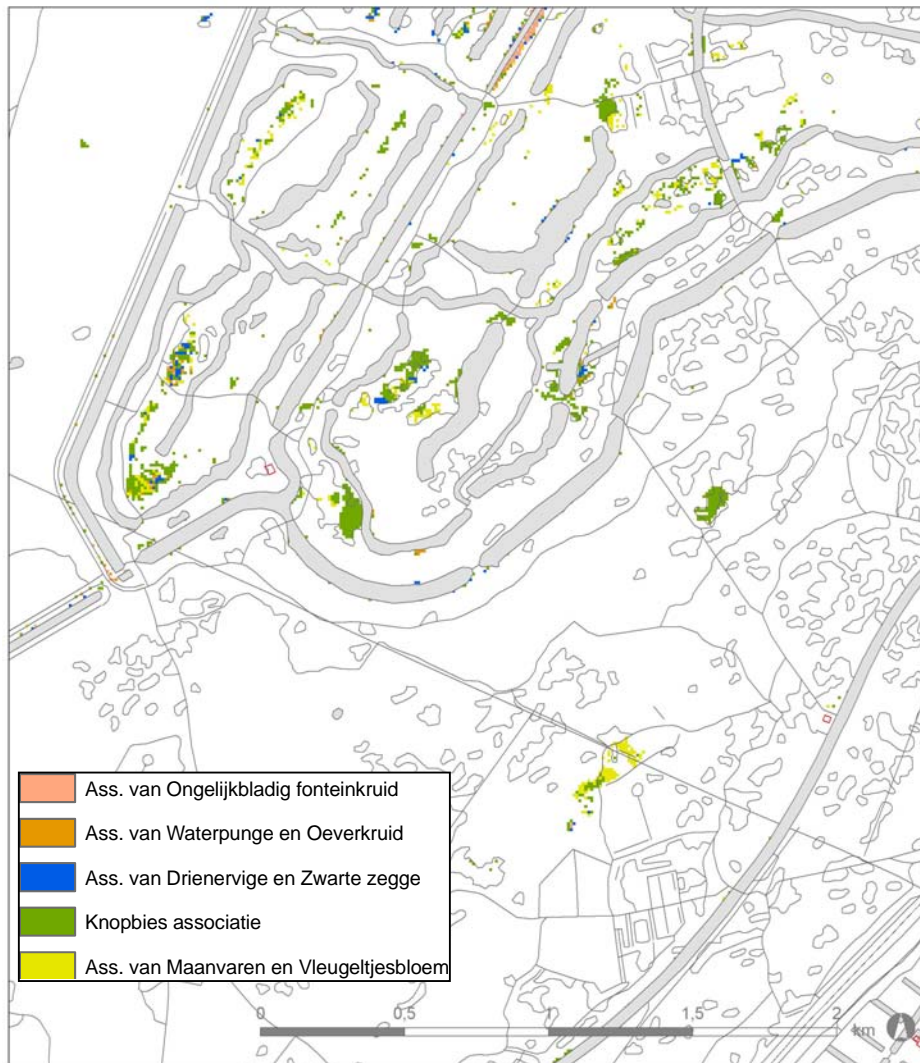 Ass. van Ongelijkbladig fonteinkruid
Ass. van Waterpunge en Oeverkruid
Ass. van Drienervige en Zwarte zegge
Knopbies associatie
Ass. van Maanvaren en Vleugeltjesbloem
0 0,5 1 1,5 2
km